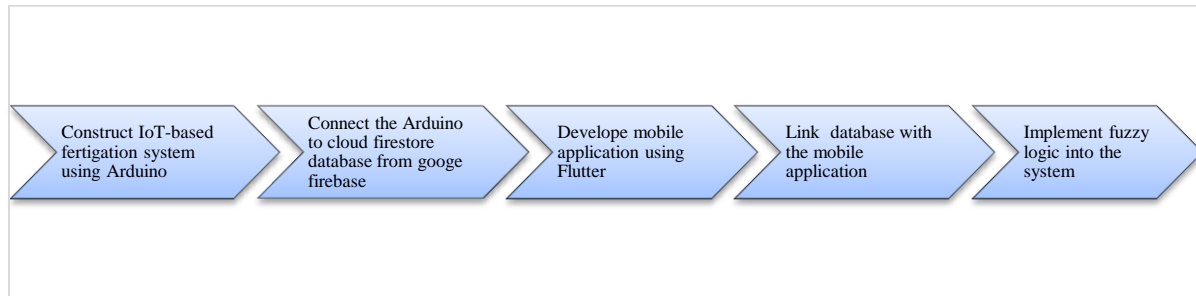 Construct IoT-based
fertigation system
using Arduino
Connect the Arduino
to cloud firestore
database from googe
firebase
Develope mobile
application using
Flutter
Link database with
the mobile
application
Implement fuzzy
logic into the
system